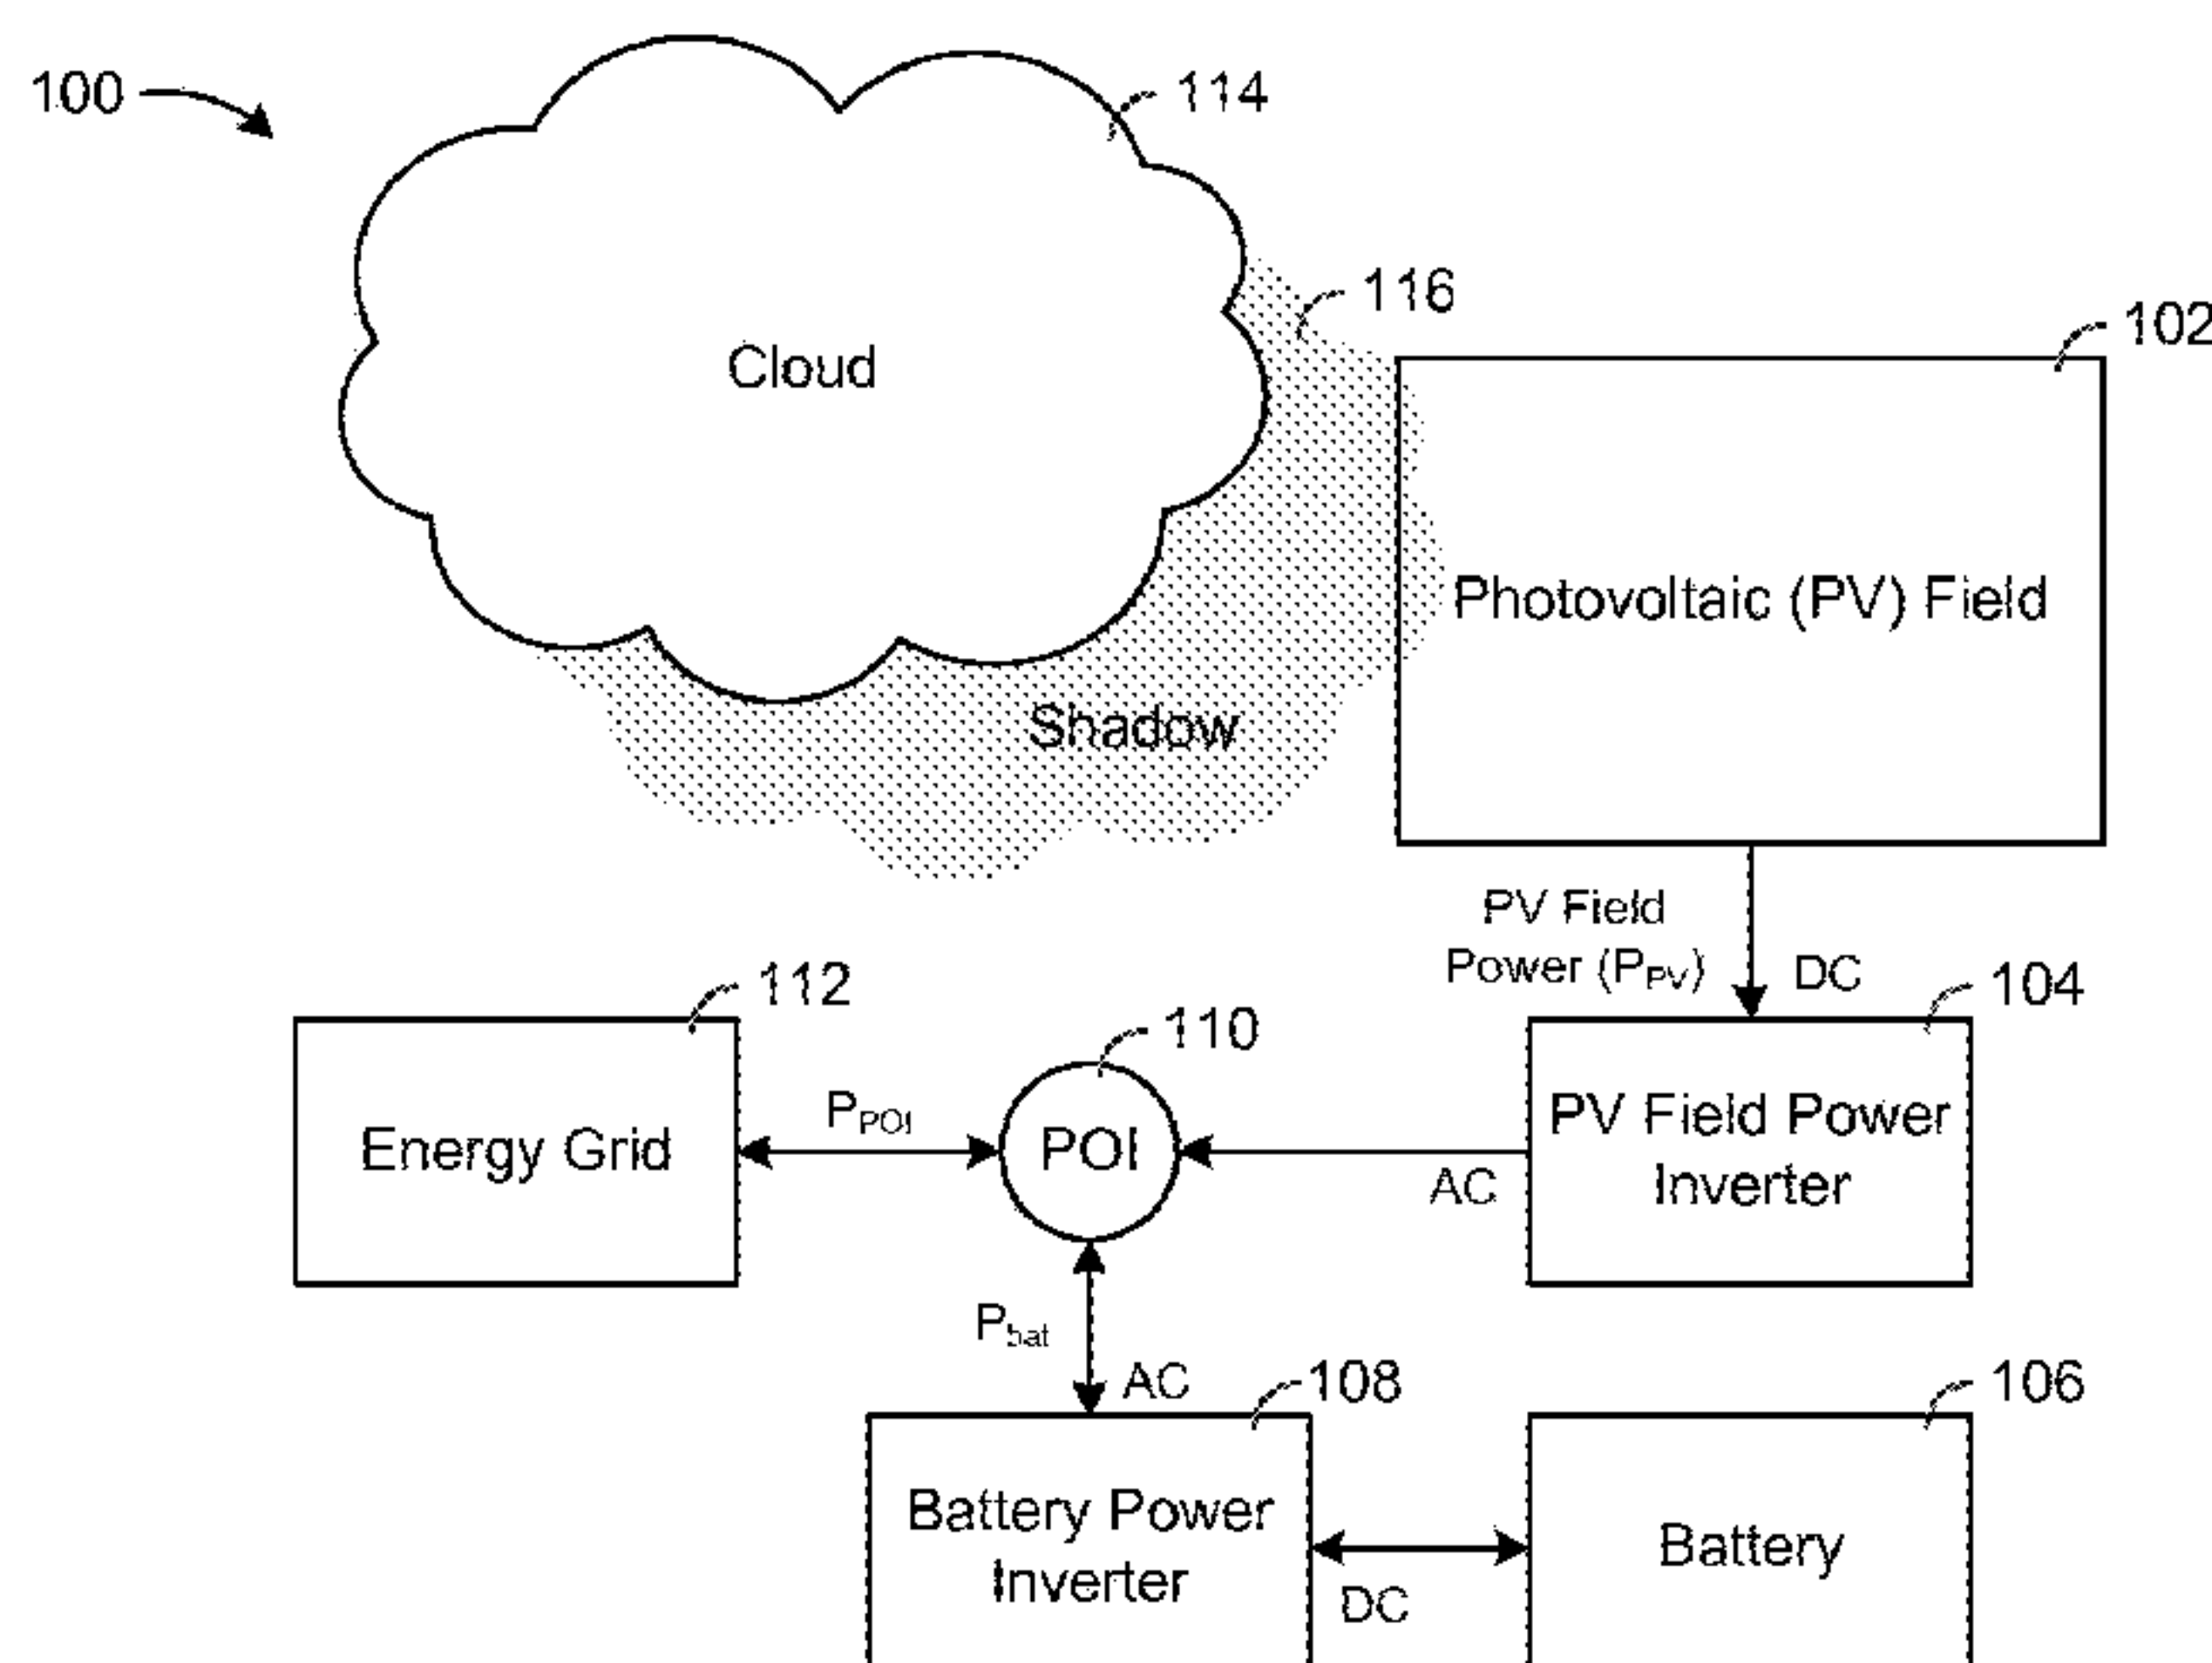 100
114
116
102
Cloud
Photovoltaic (PV) Field
Shadow
PV Field
Power (PPV)
DC
112
110
104
PPOI
Energy Grid
POI
PV Field Power
Inverter
AC
Pbat
AC
108
106
Battery Power
Inverter
Battery
DC